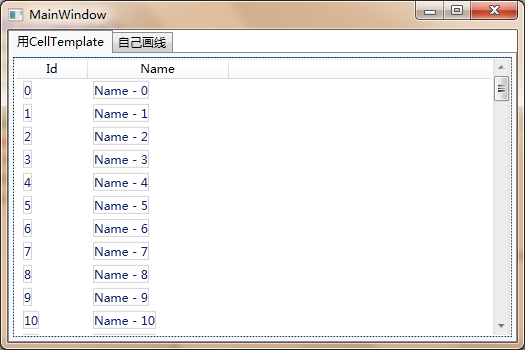 MainWindow
用CellTemplate 自己画线
Id Name
0 Name - 0
1 Name - 1
2 Name - 2
3 Name - 3
4 Name - 4
5 Name - 5
6 Name - 6
7 Name - 7
8 Name - 8
9 Name - 9
10 Name - 10